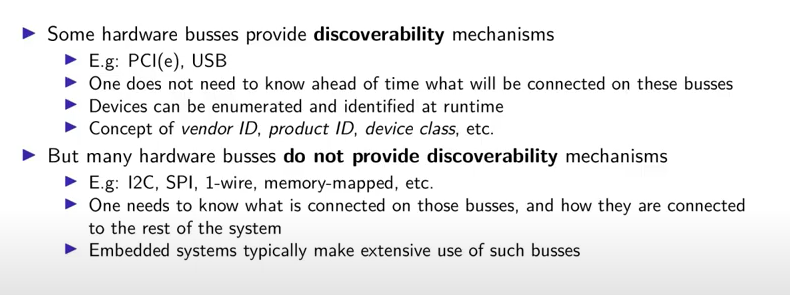 Some hardware busses provide discoverability mechanisms
E.g: PCI(e), USB
One does not need to know ahead of time what will be connected on these busses
Devices can be enumerated and identified at runtime
Concept of vendor ID, product ID, device class, etc.
But many hardware busses do not provide discoverability mechanisms
E.g: I2C, SPI, 1-wire, memory-mapped, etc.
One needs to know what is connected on those busses, and how they are connected
to the rest of the system
Embedded systems typically make extensive use of such busses